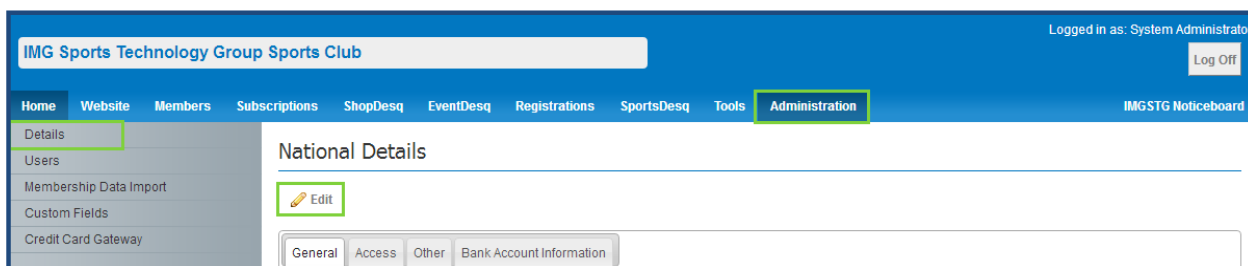 Logged in as: System Administrato
IMG Sports Technology Group Sports Club
Log Off
Home Website Members Subscriptions ShopDesq EventDesq Registrations SportsDesq Tools Administration IMGSTG Noticeboard
Details
Users
Membership Data Import
Custom Fields
Credit Card Gateway
National Details
Edit
General Access Other Bank Account Information